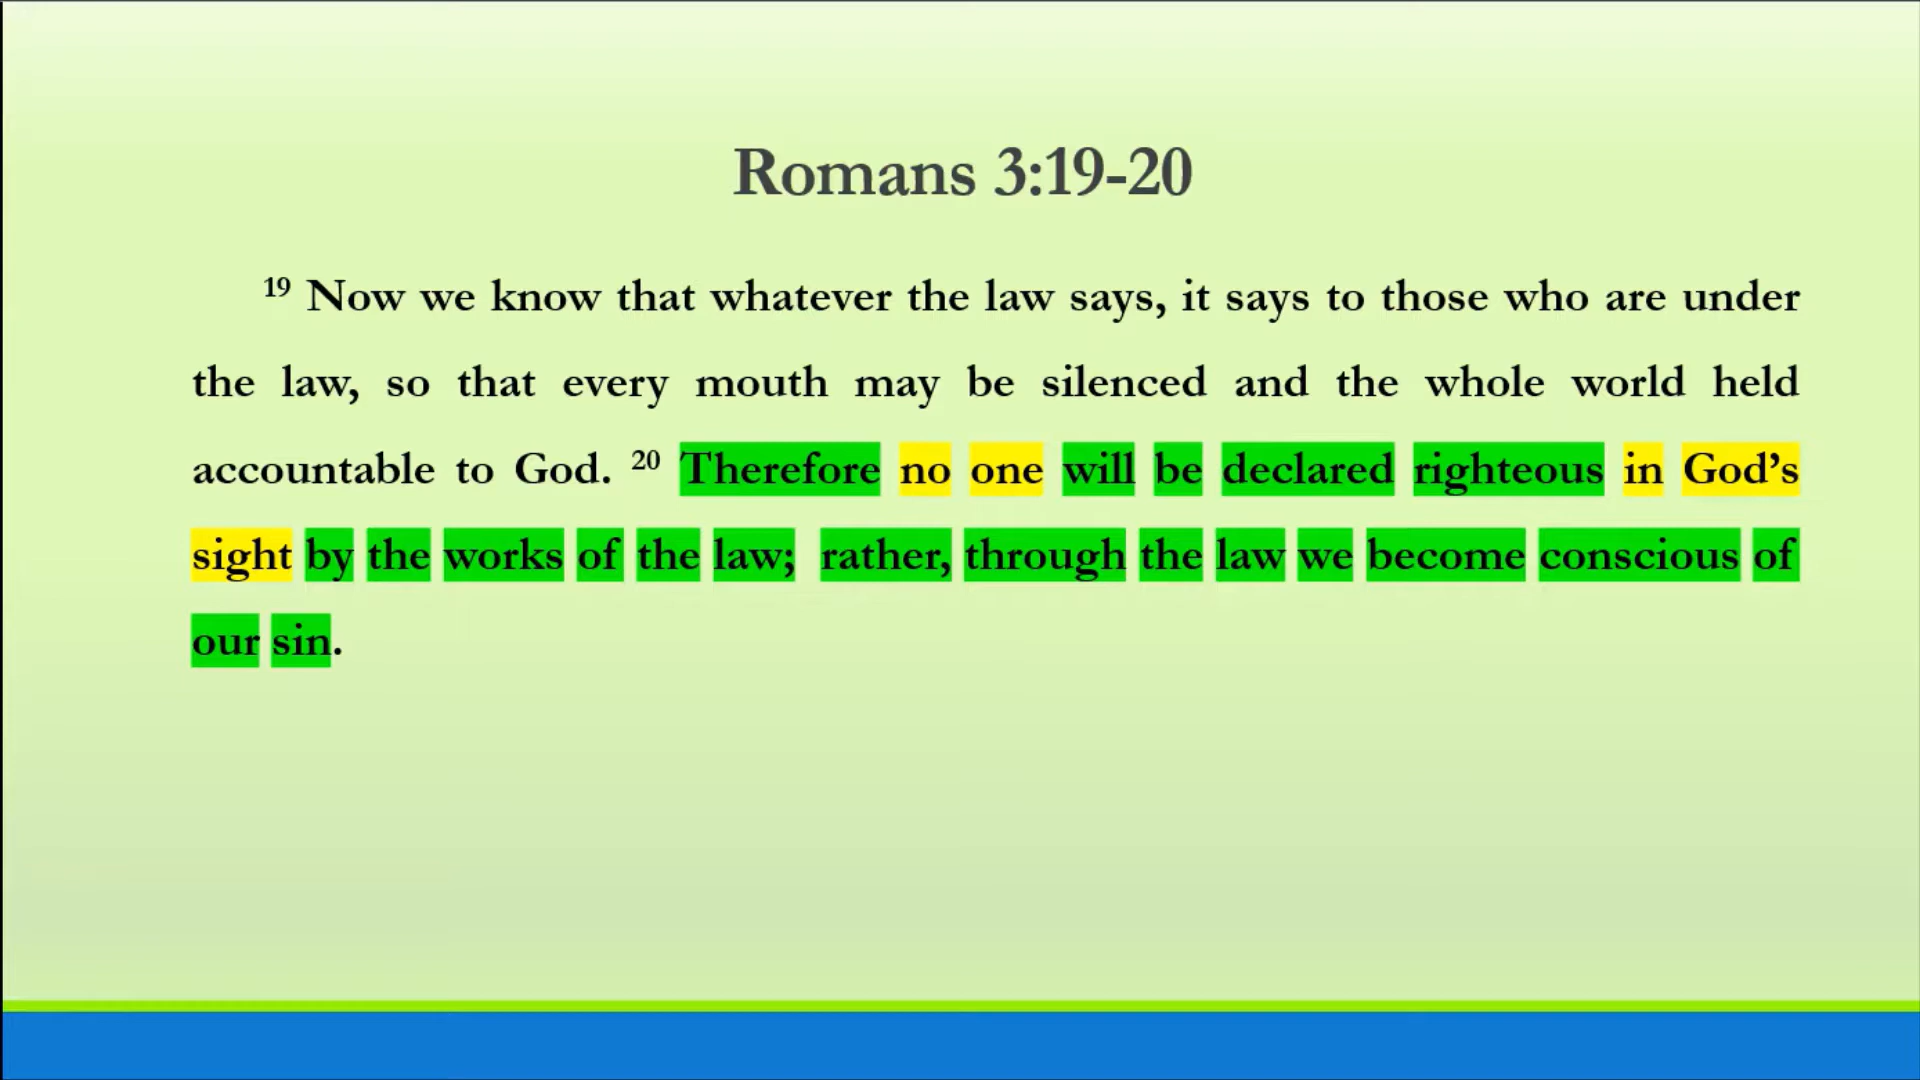 Romans 3:19-20
19 Now we know that whatever the law says, it says to those who are under
the law, so that every mouth may be silenced and the whole world held
accountable to God. 20 Therefore no one will be declared righteous in God’s
sight by the works of the law; rather, through the law we become conscious of
our sin.